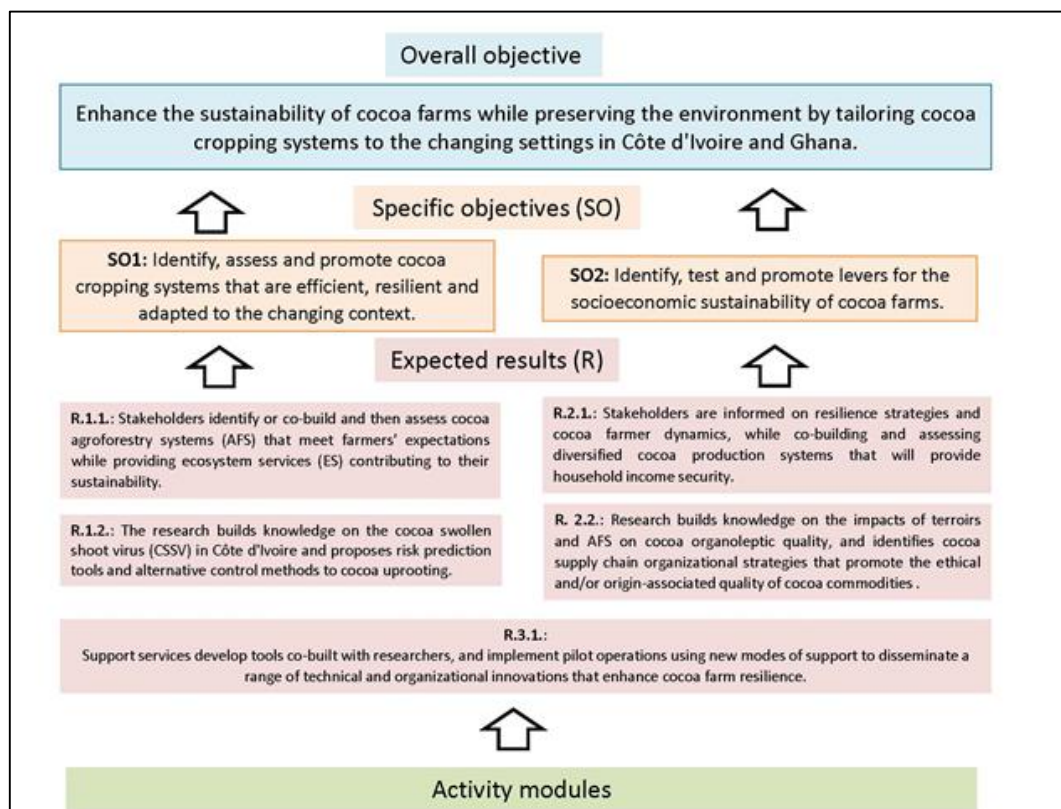 Overall objective
Enhance the sustainability of cocoa farms while preserving the environment by tailoring cocoa
cropping systems to the changing settings in Côte d'Ivoire and Ghana.
Specific objectives (SO)
SO1: Identify, assess and promote cocoa
cropping systems that are efficient, resilient and
adapted to the changing context.
SO2: Identify, test and promote levers for the
socioeconomic sustainability of cocoa farms.
Expected results (R)
R.1.1.: Stakeholders identify or co-build and then assess cocoa
agroforestry systems (AFS) that meet farmers' expectations
while providing ecosystem services (ES) contributing to their
sustainability.
R.1.2.: The research builds knowledge on the cocoa swollen
shoot virus (CSSV) in Côte d'Ivoire and proposes risk prediction
tools and alternative control methods to cocoa uprooting.
R.2.1.: Stakeholders are informed on resilience strategies and
cocoa farmer dynamics, while co-building and assessing
diversified cocoa production systems that will provide
household income security.
R. 2.2.: Research builds knowledge on the impacts of terroirs
and AFS on cocoa organoleptic quality, and identifies cocoa
supply chain organizational strategies that promote the ethical
and/or origin-associated quality of cocoa commodities .
R.3.1.:
Support services develop tools co-built with researchers, and implement pilot operations using new modes of support to disseminate a
range of technical and organizational innovations that enhance cocoa farm resilience.
Activity modules